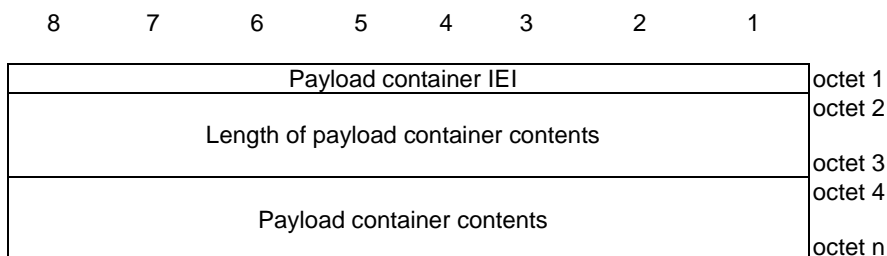 8 7 6 5 4 3 2 1
Payload container IEI octet 1
octet 2
Length of payload container contents
octet 3
octet 4
Payload container contents
octet n